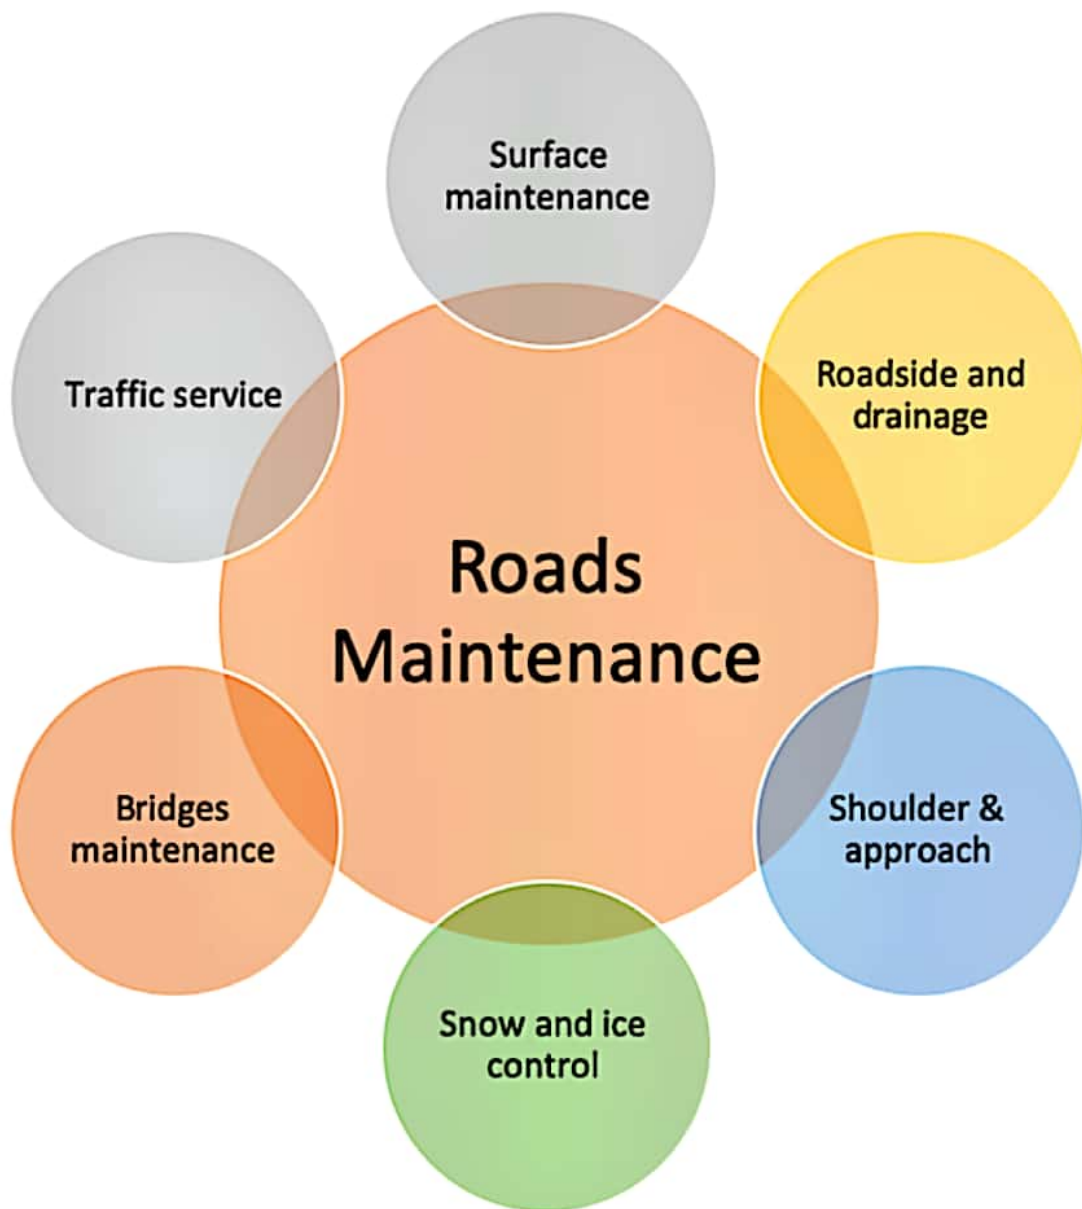 Surface
maintenance
Traffic service
Roadside and
drainage
Roads
Maintenance
Bridges
maintenance
Shoulder &
approach
Snow and ice
control